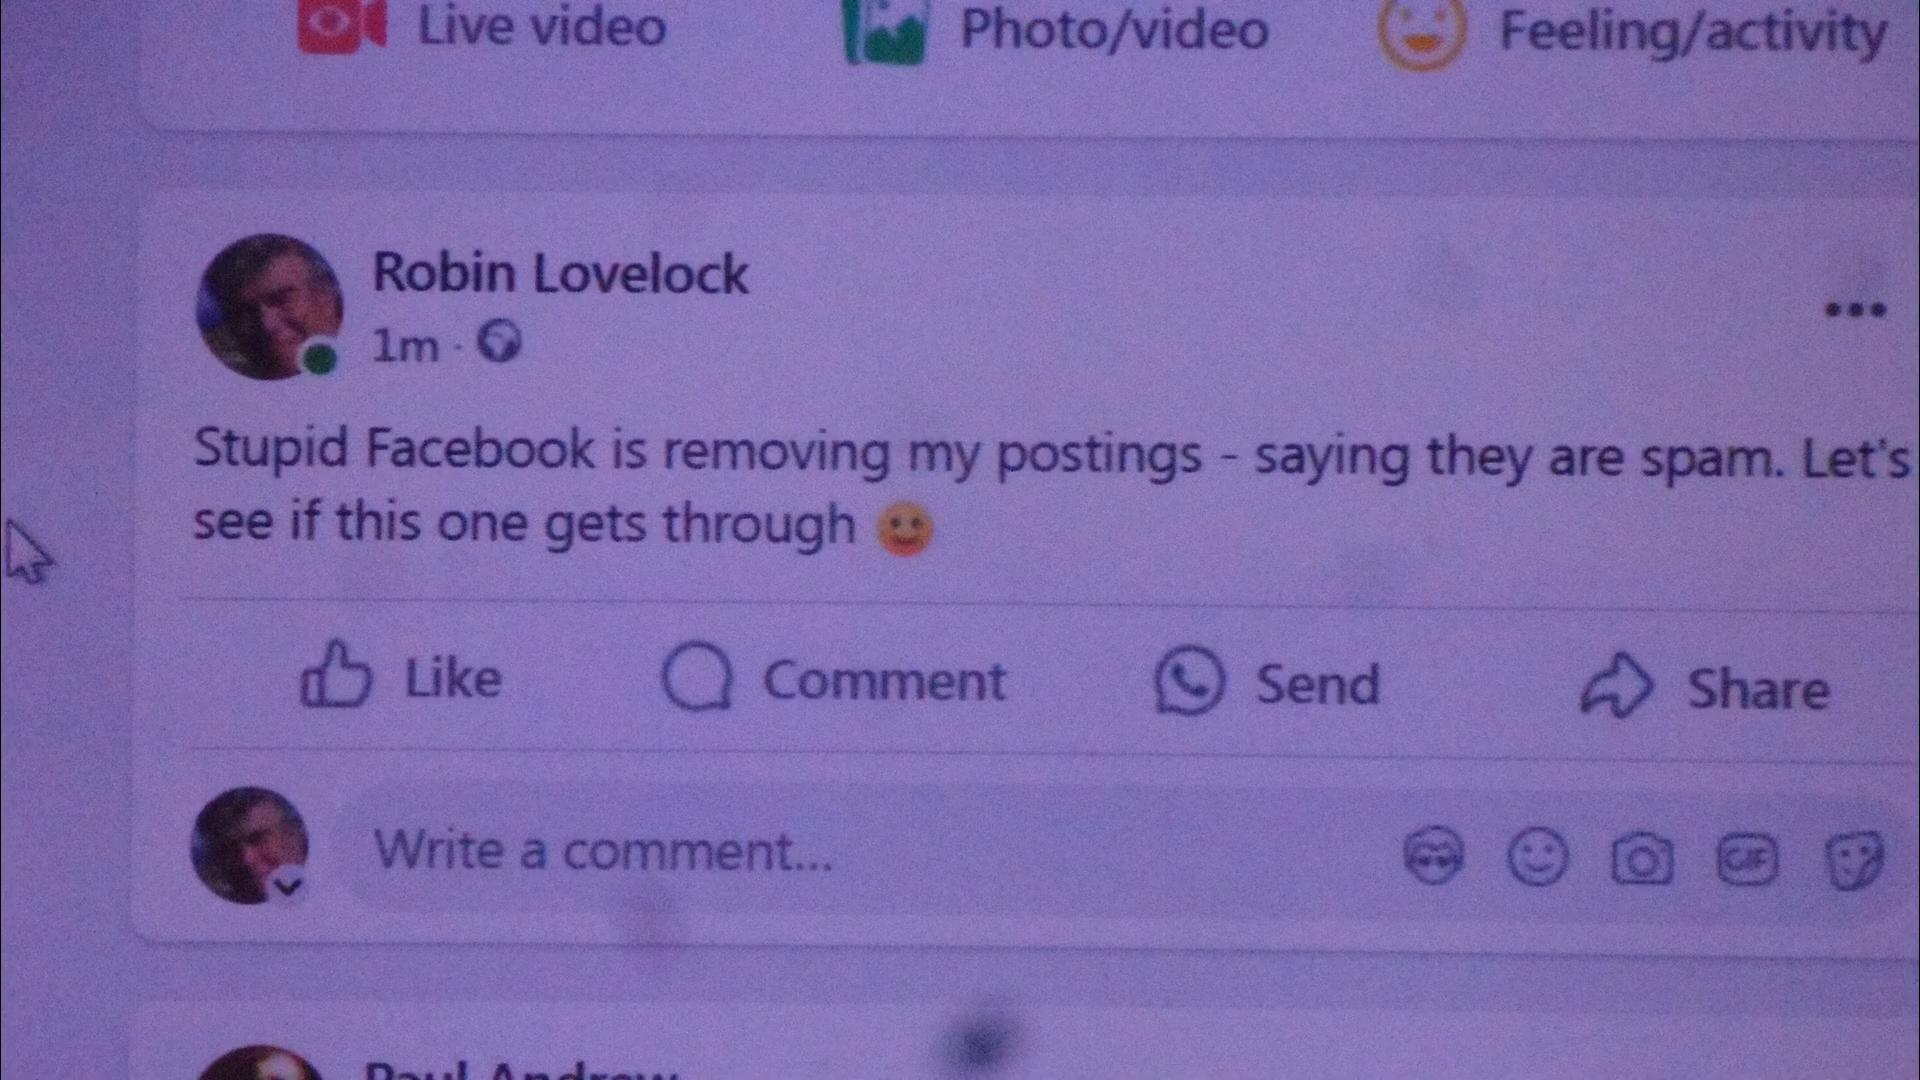 Live video Photo/video Feeling/activity
Robin Lovelock
1m ·
Stupid Facebook is removing my postings - saying they are spam. Let's
see if this one gets through
Like Comment Send Share
Write a comment...
GIF
Paul Andrew